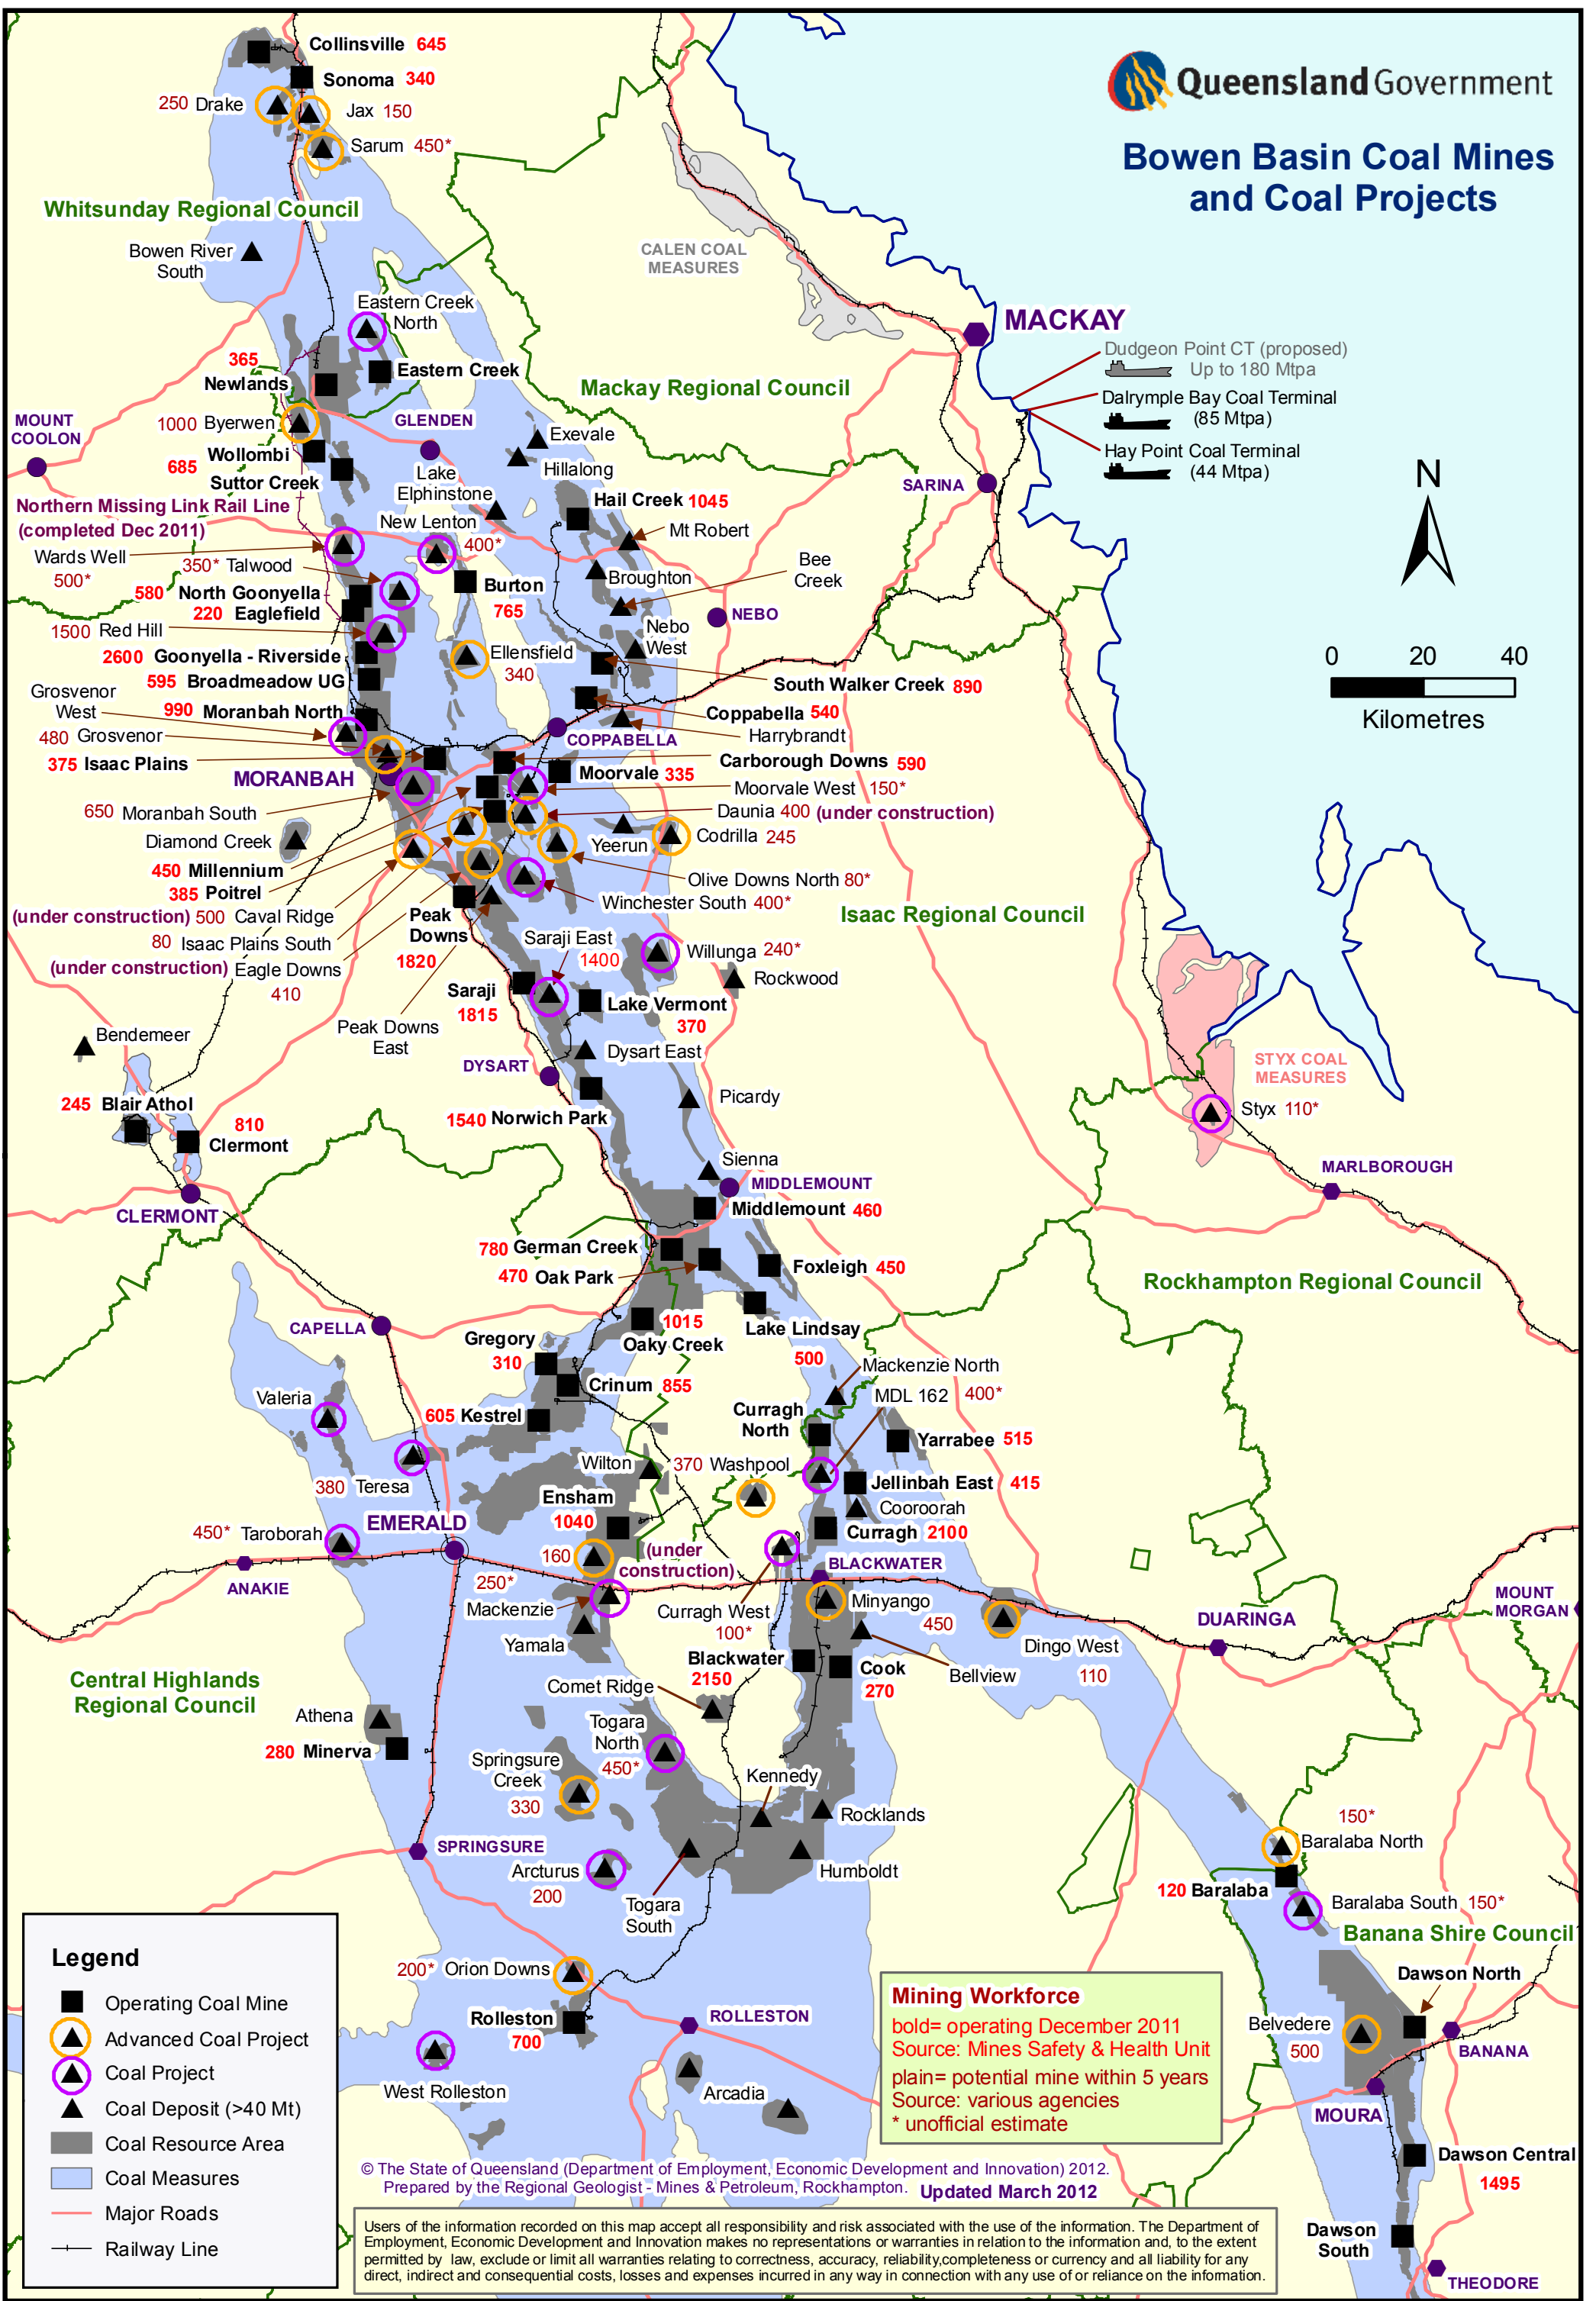 Queensland Government
Bowen Basin Coal Mines
and Coal Projects
Collinsville 645
Sonoma 340
250 Drake
Jax 150
Sarum 450*
Whitsunday Regional Council
Bowen River
South
CALEN COAL
MEASURES
Eastern Creek
North
MACKAY
Dudgeon Point CT (proposed)
Up to 180 Mtpa
Dalrymple Bay Coal Terminal
(85 Mtpa)
Hay Point Coal Terminal
(44 Mtpa)
365
Newlands
Eastern Creek
Mackay Regional Council
MOUNT
COOLON
1000 Byerwen
GLENDEN
Exevale
Wollombi
685
Suttor Creek
Hillalong
Lake
Elphinstone
SARINA
N
Northern Missing Link Rail Line
(completed Dec 2011)
Hail Creek 1045
New Lenton
400*
Mt Robert
Wards Well
500*
350* Talwood
Bee
Creek
Broughton
580 North Goonyella
220 Eaglefield
Burton
765
NEBO
1500 Red Hill
Nebo
West
2600 Goonyella - Riverside
Ellensfield
340
0 20 40
Kilometres
595 Broadmeadow UG
South Walker Creek 890
Grosvenor
West
990 Moranbah North
Coppabella 540
480 Grosvenor
Harrybrandt
COPPABELLA
375 Isaac Plains
Carborough Downs 590
MORANBAH
Moorvale 335
Moorvale West 150*
650 Moranbah South
Daunia 400 (under construction)
Diamond Creek
Yeerun
Codrilla 245
450 Millennium
385 Poitrel
Olive Downs North 80*
Winchester South 400*
(under construction) 500 Caval Ridge
Peak
Downs
1820
Isaac Regional Council
80 Isaac Plains South
(under construction) Eagle Downs
410
Saraji East
1400
Willunga 240*
Rockwood
Saraji
1815
Lake Vermont
370
Peak Downs
East
Bendemeer
DYSART
Dysart East
STYX COAL
MEASURES
Styx 110*
245 Blair Athol
810
Clermont
1540 Norwich Park
Picardy
Sienna
MARLBOROUGH
CLERMONT
MIDDLEMOUNT
Middlemount 460
780 German Creek
470 Oak Park
Foxleigh 450
Rockhampton Regional Council
CAPELLA
Gregory
310
1015
Oaky Creek
Lake Lindsay
500
Mackenzie North
MDL 162 400*
Crinum 855
Valeria
605 Kestrel
Curragh
North
Yarrabee 515
Wilton
370 Washpool
Jellinbah East 415
380 Teresa
Ensham
1040
Cooroorah
Curragh 2100
450* Taroborah
EMERALD
160
(under
construction)
BLACKWATER
ANAKIE
250*
Mackenzie
Curragh West
100*
Minyango
450
MOUNT
MORGAN
DUARINGA
Yamala
Dingo West
110
Blackwater
2150
Cook
270
Bellview
Central Highlands
Regional Council
Comet Ridge
Athena
Togara
North
450*
280 Minerva
Springsure
Creek
330
Kennedy
Rocklands
150*
Baralaba North
SPRINGSURE
Arcturus
200
Humboldt
120 Baralaba
Togara
South
Baralaba South 150*
Banana Shire Council
200* Orion Downs
Dawson North
Rolleston
700
ROLLESTON
Belvedere
500
BANANA
West Rolleston
Arcadia
MOURA
Dawson Central
1495
Dawson
South
THEODORE
Legend
Operating Coal Mine
Advanced Coal Project
Coal Project
Coal Deposit (>40 Mt)
Coal Resource Area
Coal Measures
Major Roads
Railway Line
Mining Workforce
bold= operating December 2011
Source: Mines Safety & Health Unit
plain= potential mine within 5 years
Source: various agencies
* unofficial estimate
© The State of Queensland (Department of Employment, Economic Development and Innovation) 2012.
Prepared by the Regional Geologist - Mines & Petroleum, Rockhampton. Updated March 2012
Users of the information recorded on this map accept all responsibility and risk associated with the use of the information. The Department of
Employment, Economic Development and Innovation makes no representations or warranties in relation to the information and, to the extent
permitted by law, exclude or limit all warranties relating to correctness, accuracy, reliability,completeness or currency and all liability for any
direct, indirect and consequential costs, losses and expenses incurred in any way in connection with any use of or reliance on the information.